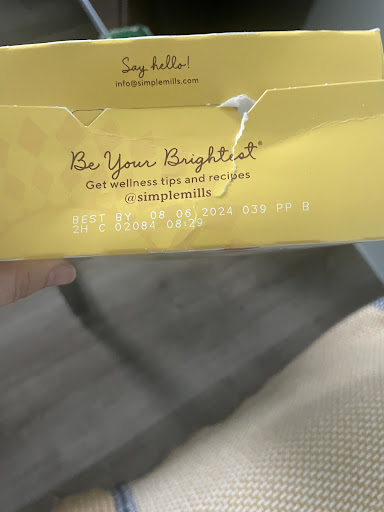 Say hello!
info@simplemills.com
Be Your Brightest®
Get wellness tips and recipes
@simplemills
BEST BY 08 06 2024 039 PP B
2H C 02084 08:29